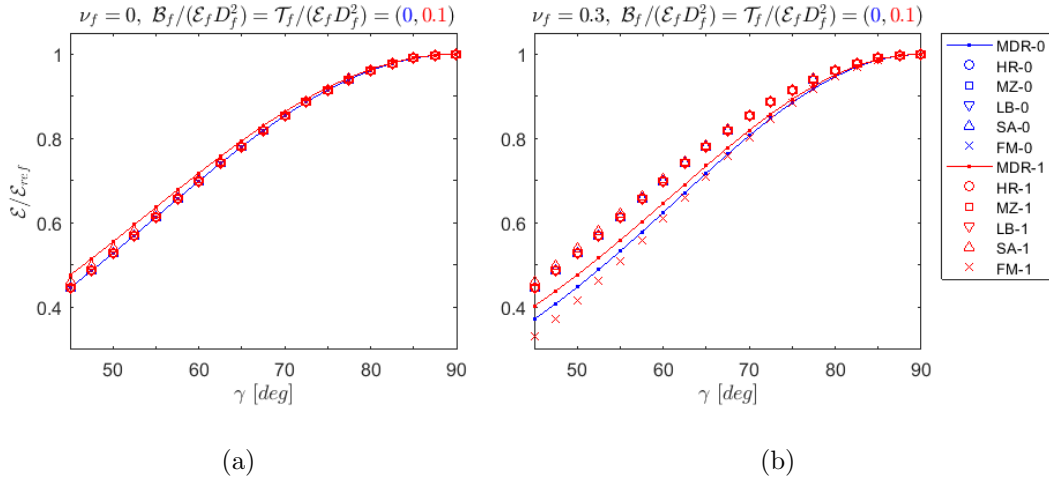 ν_f = 0, ℬ_f/(ℰ_f D_f^2) = 𝒯_f/(ℰ_f D_f^2) = (0, 0.1)
1
0.8
0.6
0.4
ℰ/ℰ_ref
50 60 70 80 90
γ [deg]
(a)
ν_f = 0.3, ℬ_f/(ℰ_f D_f^2) = 𝒯_f/(ℰ_f D_f^2) = (0, 0.1)
1
0.8
0.6
0.4
50 60 70 80 90
γ [deg]
(b)
MDR-0
HR-0
MZ-0
LB-0
SA-0
FM-0
MDR-1
HR-1
MZ-1
LB-1
SA-1
FM-1